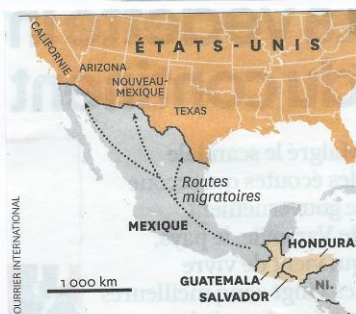 ÉTATS-UNIS
CALIFORNIE
ARIZONA
NOUVEAU-
MEXIQUE
TEXAS
Routes
migratoires
MEXIQUE
HONDURA
GUATEMALA
SALVADOR
NI.
1 000 km
OURRIER INTERNATIONAL